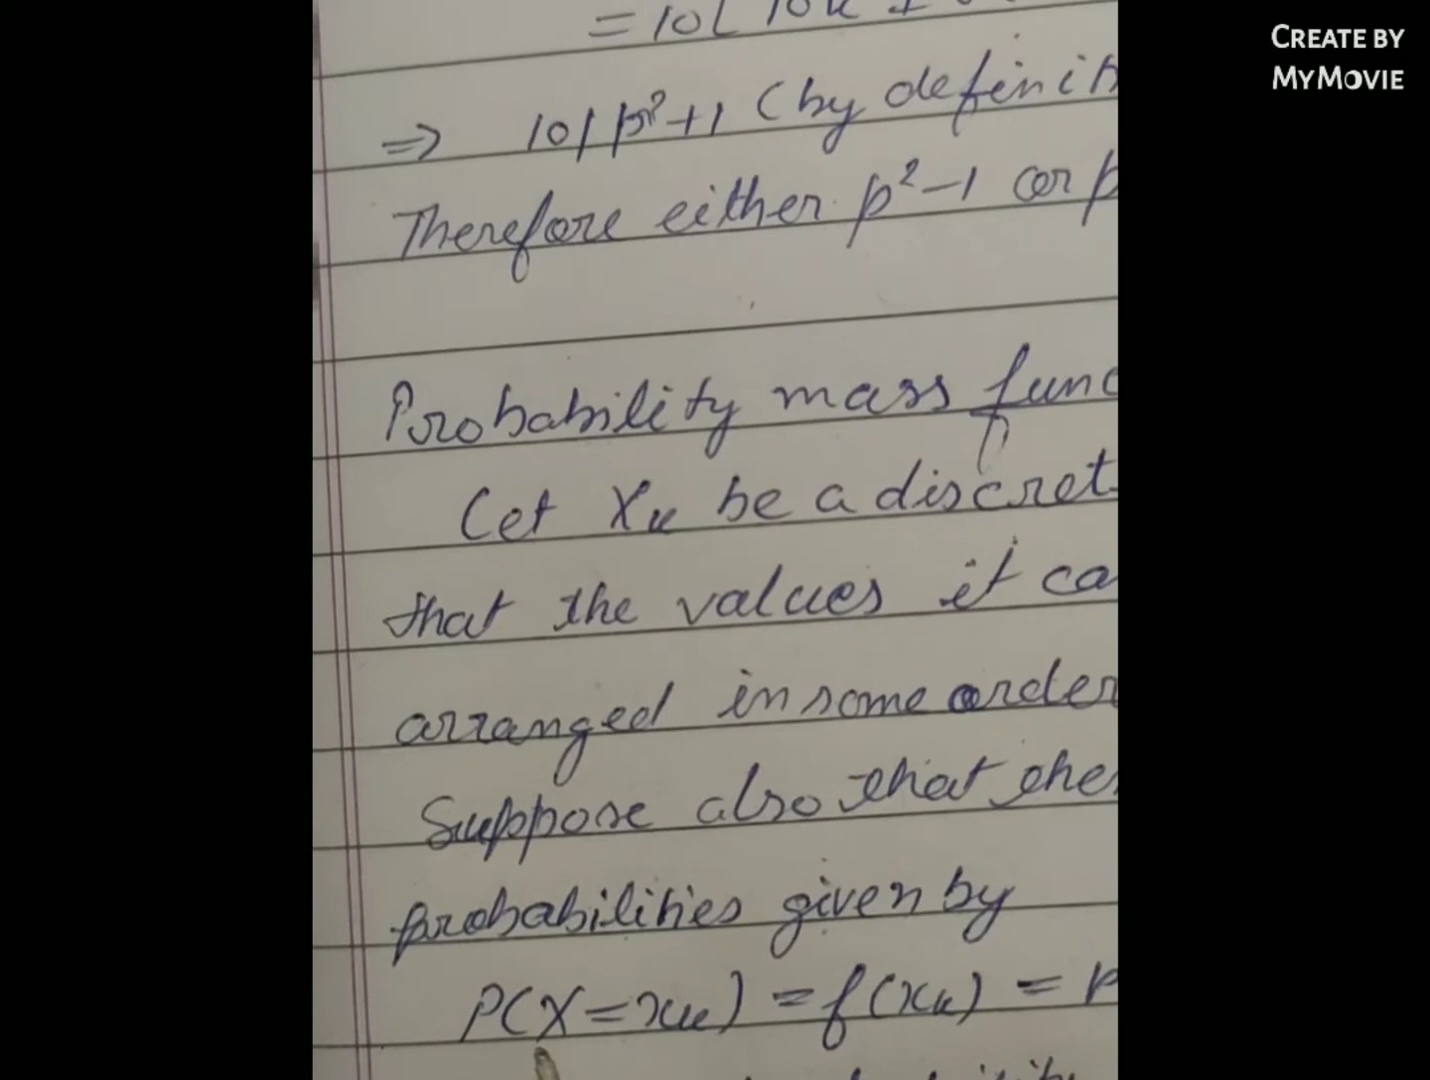 = 10(10k +
⇒ 10/p²+1 (by definit
Therefore either p²-1 or p
Probability mass func
Let Xk be a discret
that the values it ca
arranged in some order
Suppose also that the
probabilities given by
P(X=xk) = f(xk) = p
CREATE BY
MYMOVIE